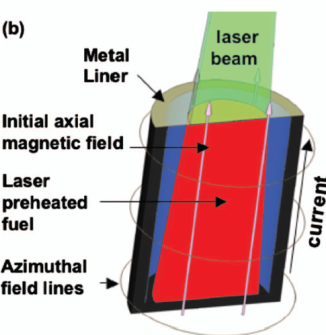 (b)
laser
beam
Metal
Liner
Initial axial
magnetic field
Laser
preheated
fuel
Azimuthal
field lines
current